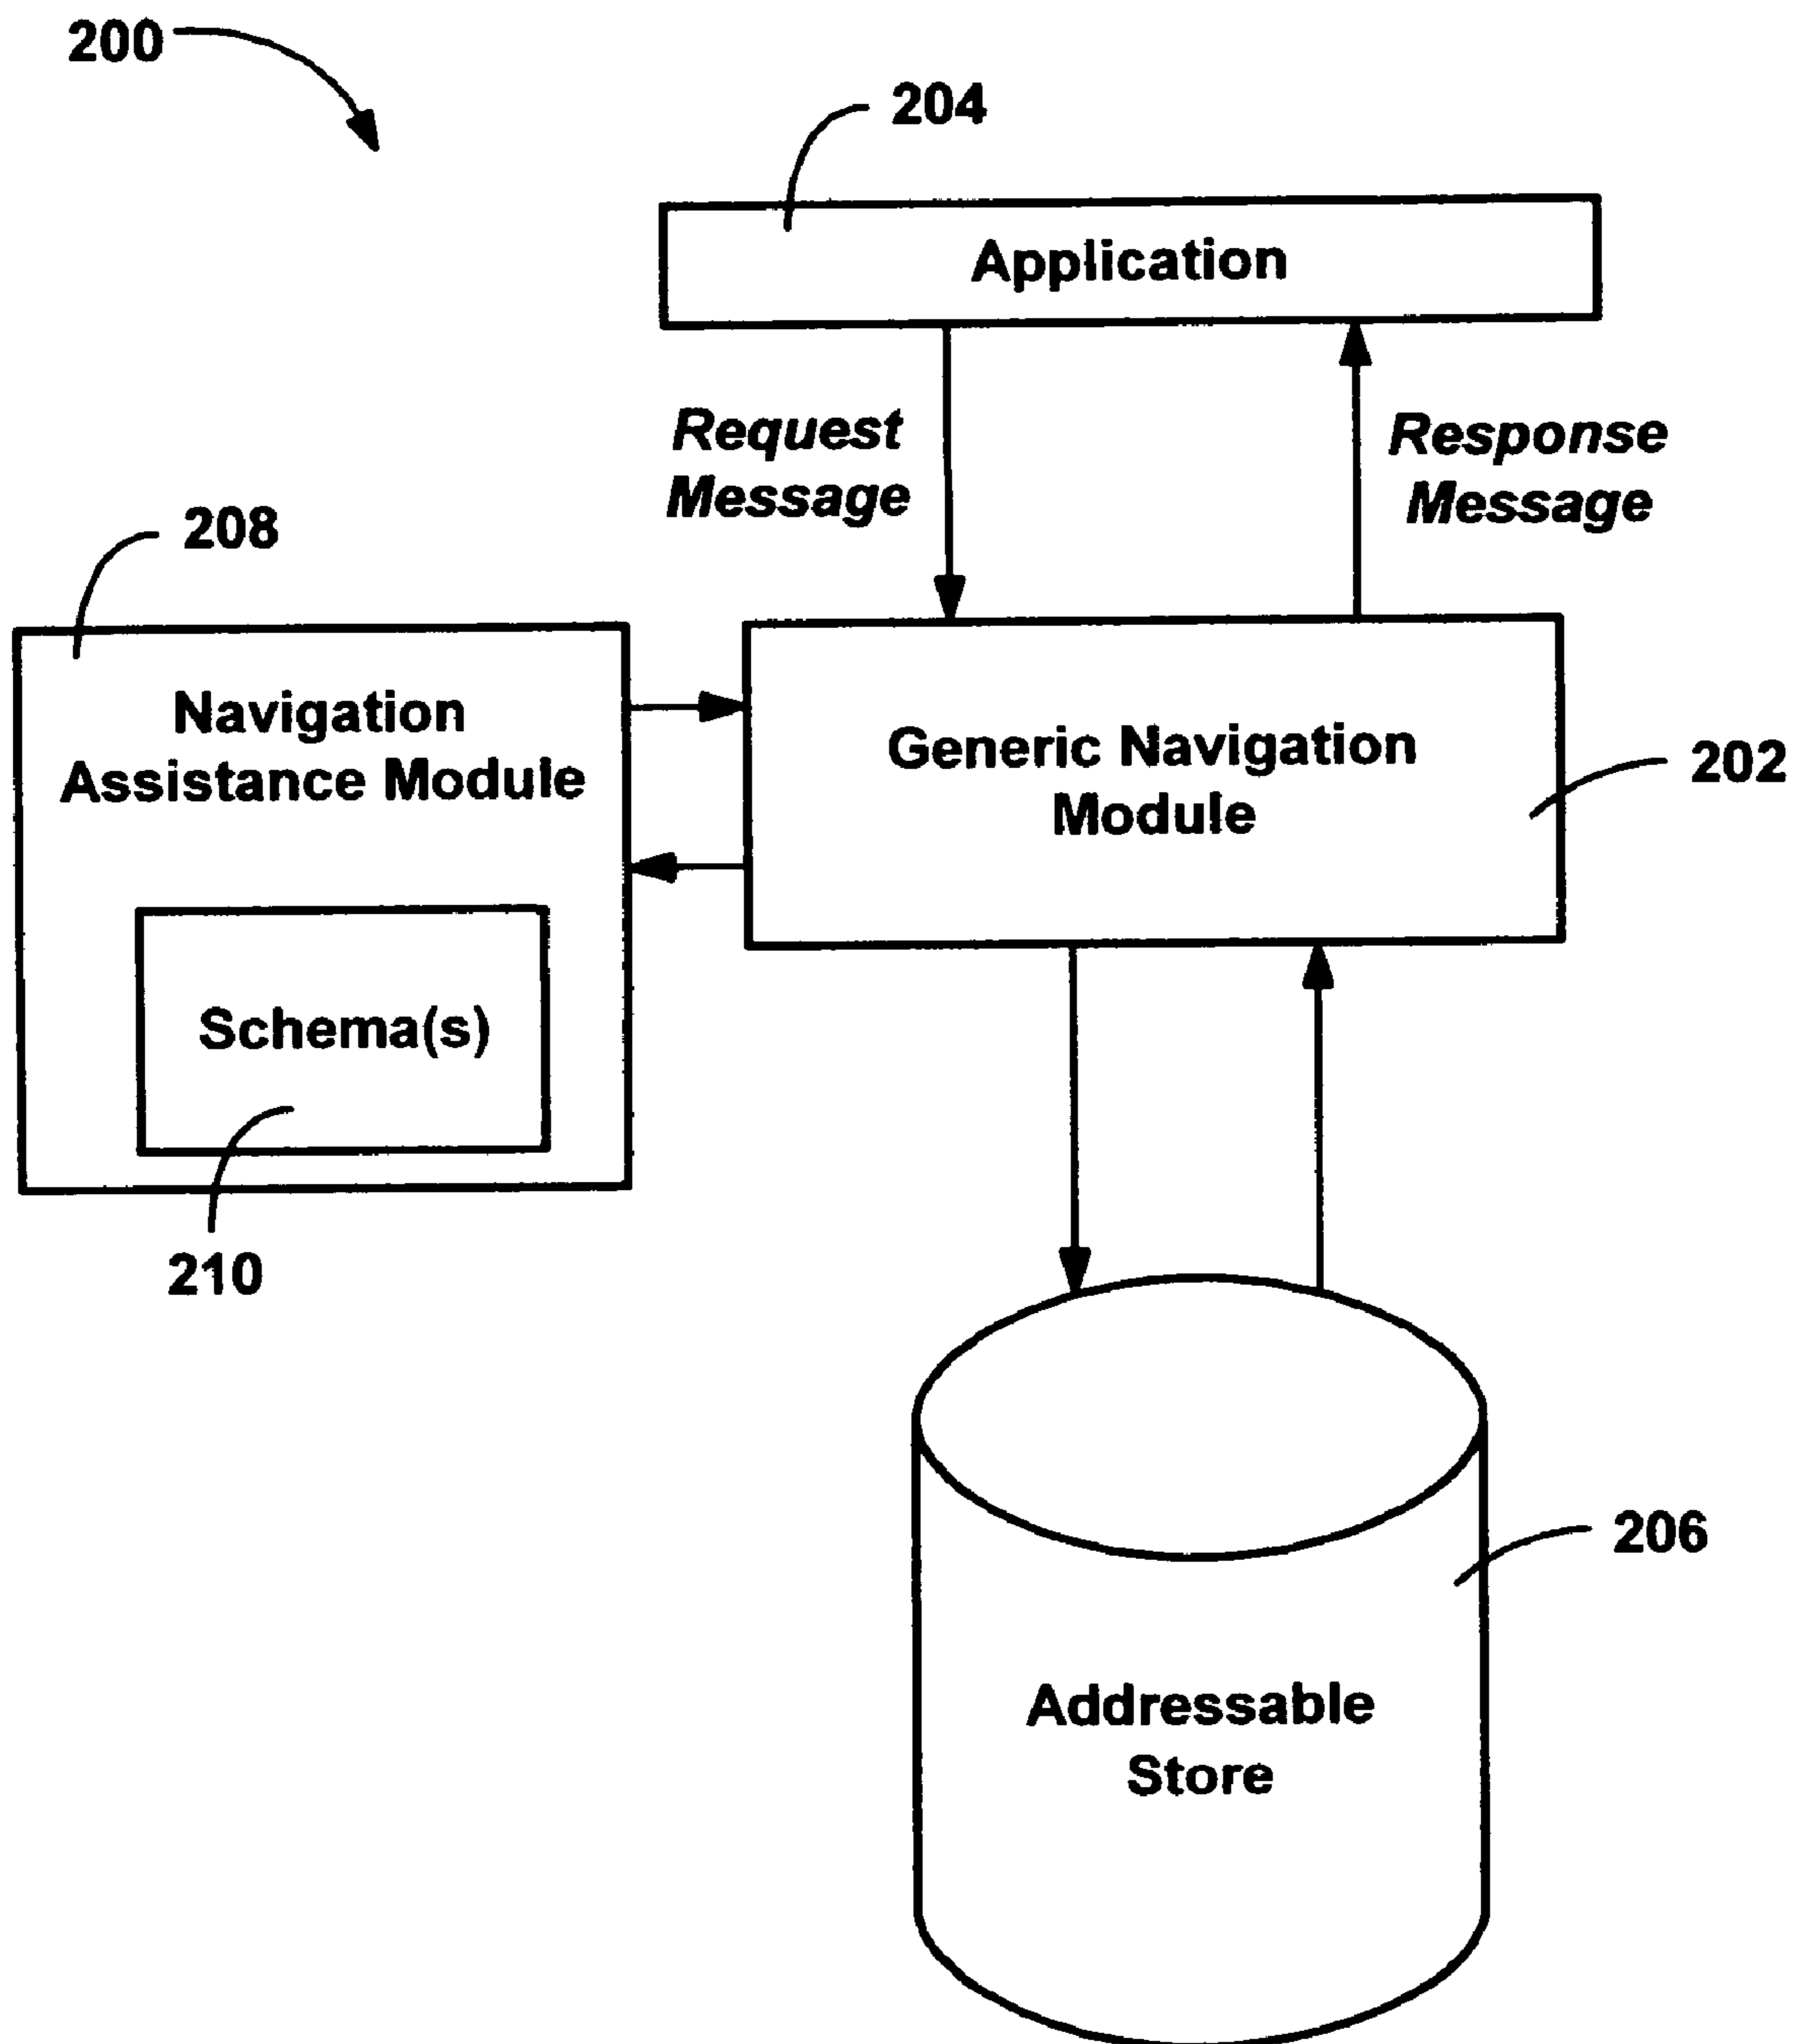 200
204
Application
Request
Message
Response
Message
208
Navigation
Assistance Module
Generic Navigation
Module
202
Schema(s)
210
206
Addressable
Store